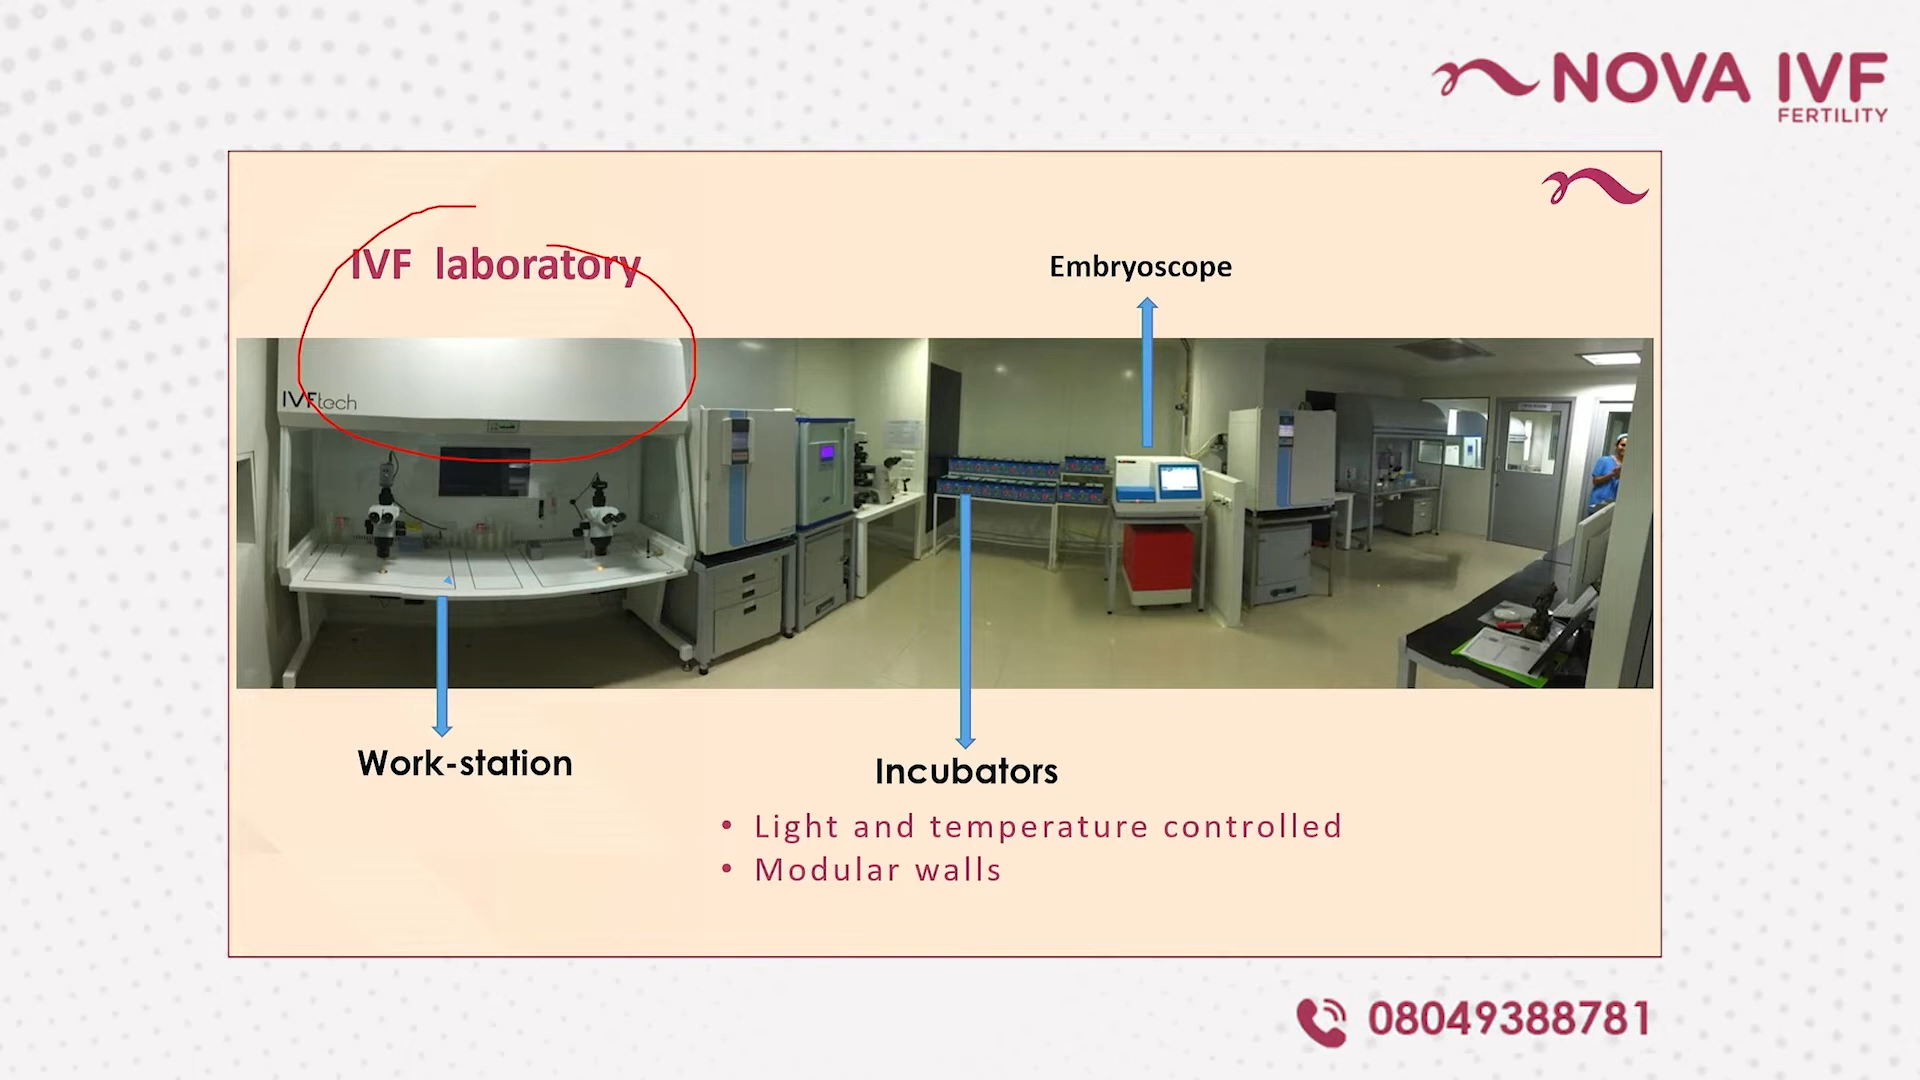 NOVA IVF
FERTILITY
IVF laboratory
Embryoscope
IVFtech
Work-station
Incubators
• Light and temperature controlled
• Modular walls
08049388781